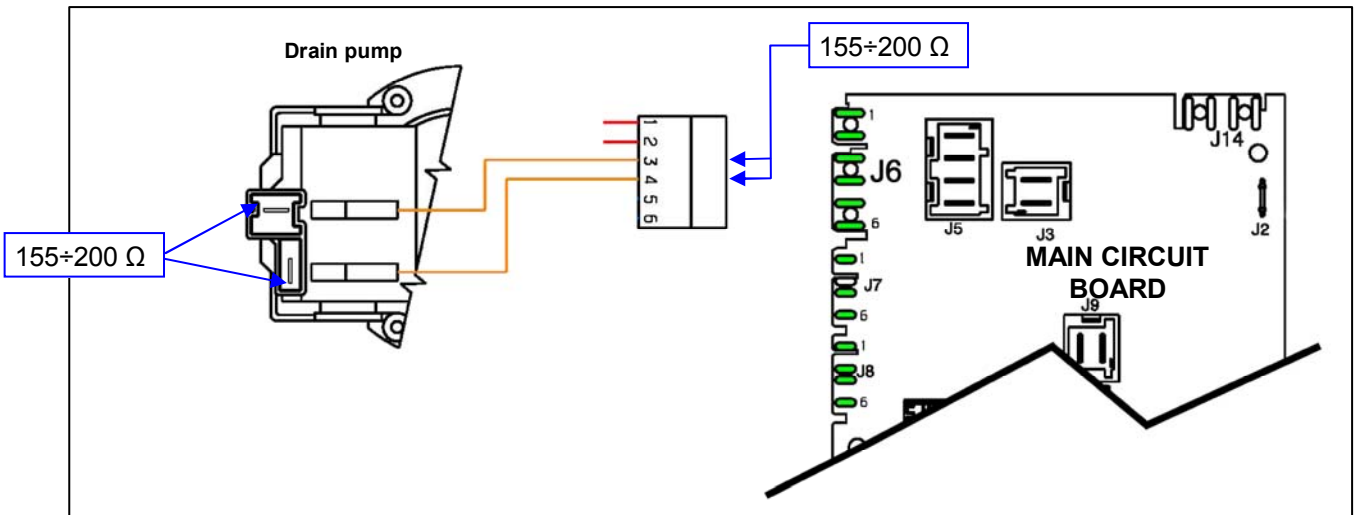 Drain pump
155÷200 Ω
155÷200 Ω
1
2
3
4
5
6
1
J6
6
1
J7
6
1
J8
6
J5
J3
J14
J2
MAIN CIRCUIT
BOARD
J9